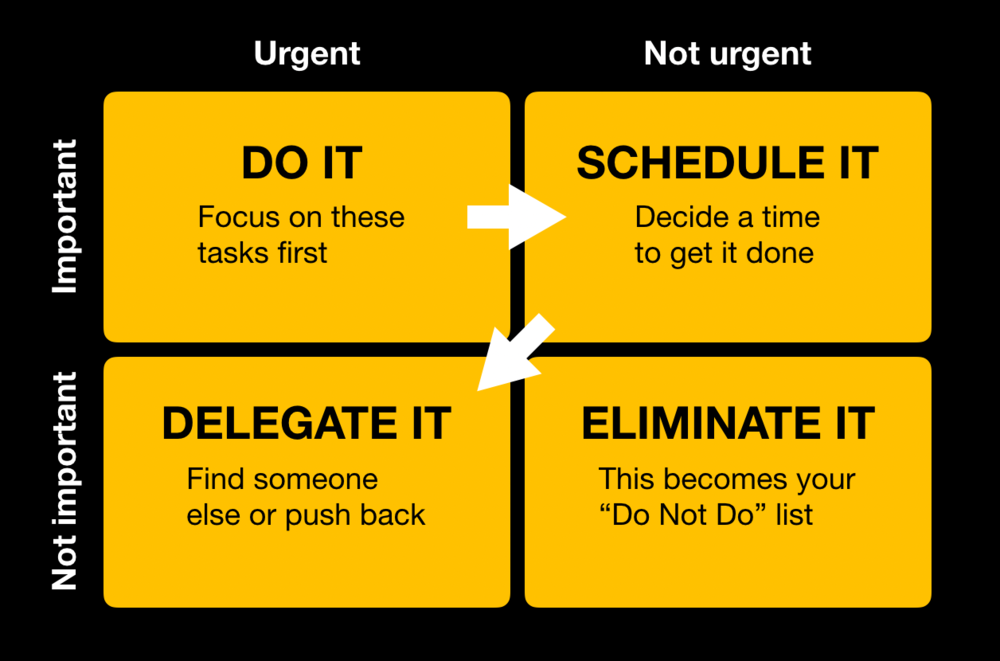 Urgent
Not urgent
Important
DO IT
Focus on these
tasks first
SCHEDULE IT
Decide a time
to get it done
Not important
DELEGATE IT
Find someone
else or push back
ELIMINATE IT
This becomes your
“Do Not Do” list